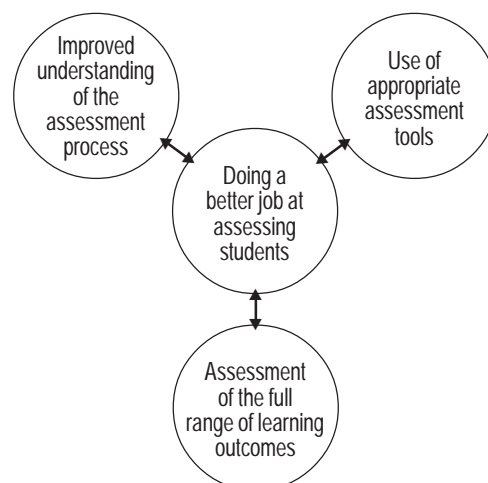 Improved
understanding
of the
assessment
process
Use of
appropriate
assessment
tools
Doing a
better job at
assessing
students
Assessment
of the full
range of learning
outcomes